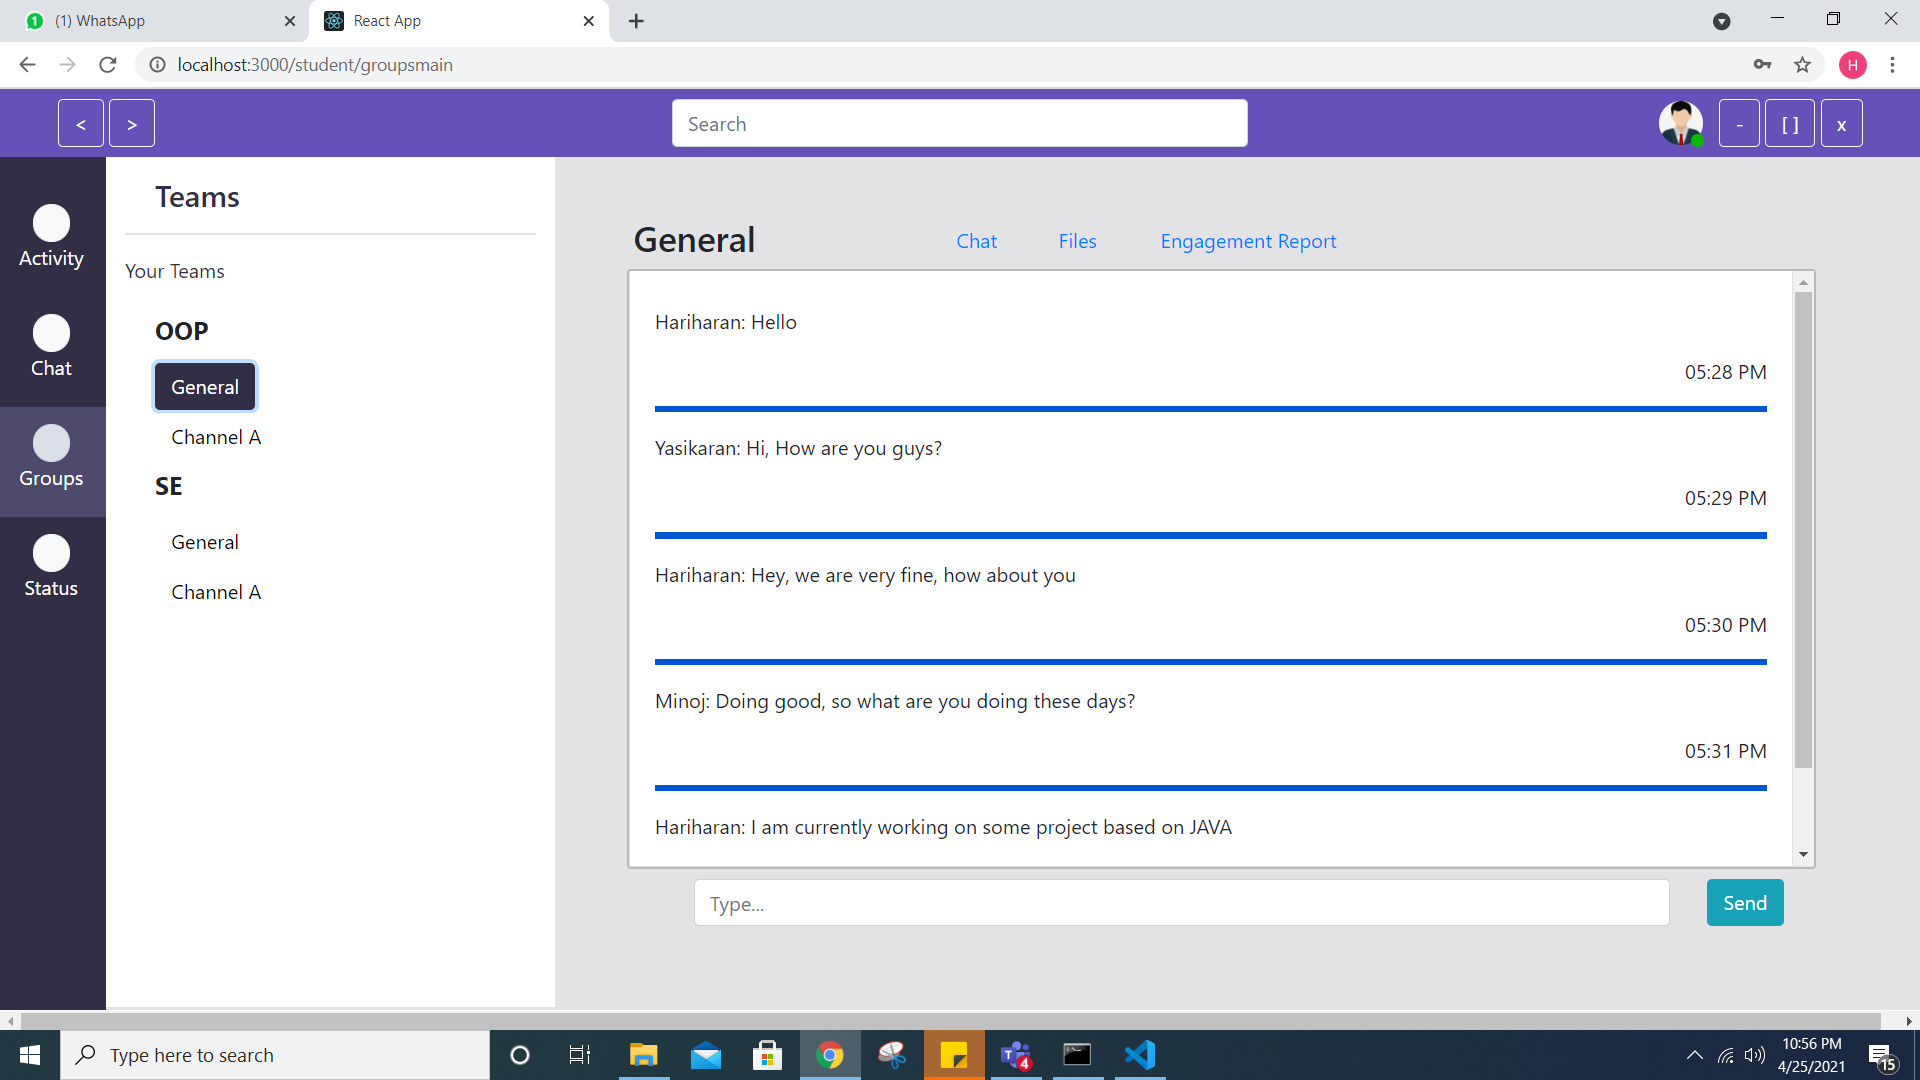 (1) WhatsApp
React App
localhost:3000/student/groupsmain
H
<
>
Search
-
[ ]
x
Activity
Chat
Groups
Status
Teams
Your Teams
OOP
General
Channel A
SE
General
Channel A
General
Chat
Files
Engagement Report
Hariharan: Hello
05:28 PM
Yasikaran: Hi, How are you guys?
05:29 PM
Hariharan: Hey, we are very fine, how about you
05:30 PM
Minoj: Doing good, so what are you doing these days?
05:31 PM
Hariharan: I am currently working on some project based on JAVA
Type...
Send
Type here to search
4
10:56 PM
4/25/2021
15